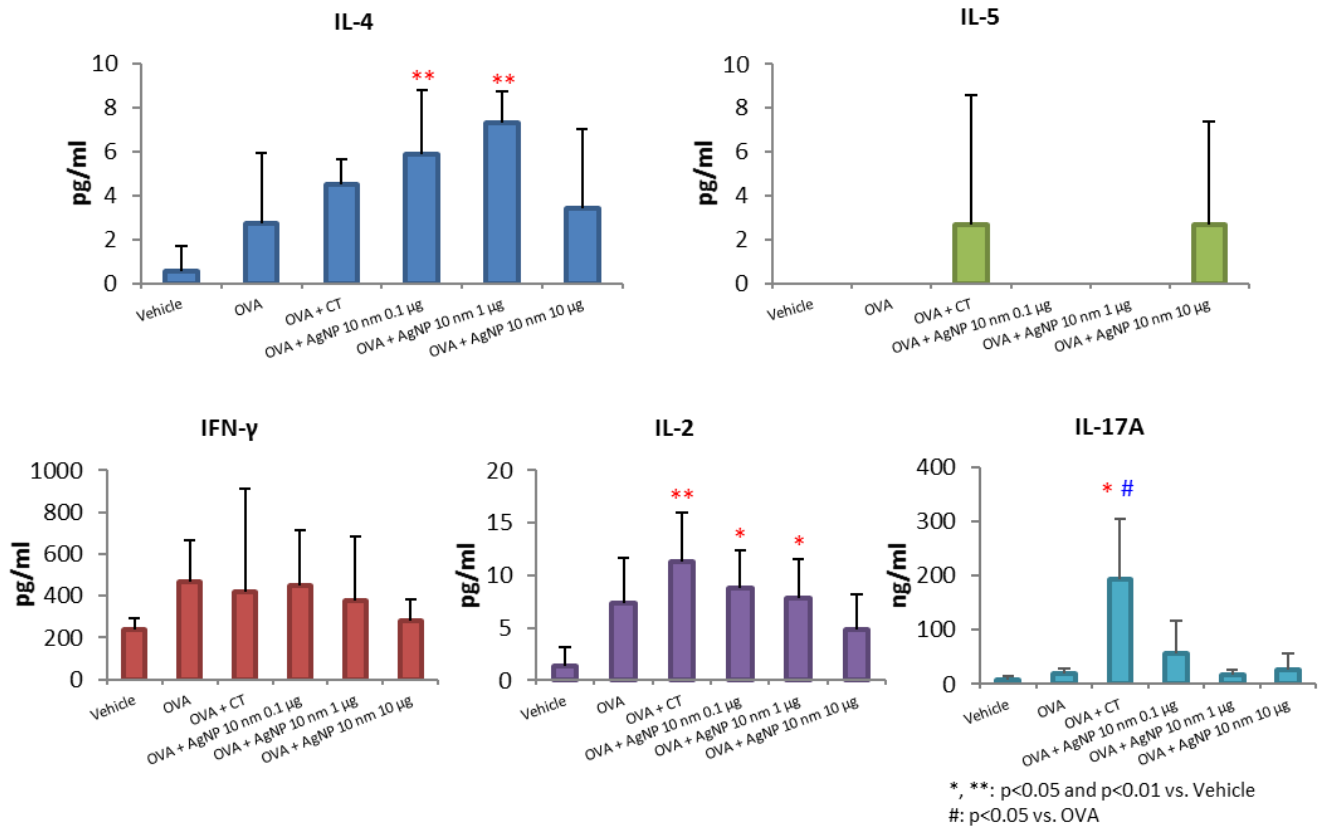 IL-4
10
8
6
4
2
0
pg/ml
** **
Vehicle
OVA
OVA + CT
OVA + AgNP 10 nm 0.1 µg
OVA + AgNP 10 nm 1 µg
OVA + AgNP 10 nm 10 µg
IL-5
10
8
6
4
2
0
pg/ml
Vehicle
OVA
OVA + CT
OVA + AgNP 10 nm 0.1 µg
OVA + AgNP 10 nm 1 µg
OVA + AgNP 10 nm 10 µg
IFN-γ
1000
800
600
400
200
0
pg/ml
Vehicle
OVA
OVA + CT
OVA + AgNP 10 nm 0.1 µg
OVA + AgNP 10 nm 1 µg
OVA + AgNP 10 nm 10 µg
IL-2
20
15
10
5
0
pg/ml
**
* *
Vehicle
OVA
OVA + CT
OVA + AgNP 10 nm 0.1 µg
OVA + AgNP 10 nm 1 µg
OVA + AgNP 10 nm 10 µg
IL-17A
400
300
200
100
0
ng/ml
* #
Vehicle
OVA
OVA + CT
OVA + AgNP 10 nm 0.1 µg
OVA + AgNP 10 nm 1 µg
OVA + AgNP 10 nm 10 µg
*, **: p<0.05 and p<0.01 vs. Vehicle
#: p<0.05 vs. OVA